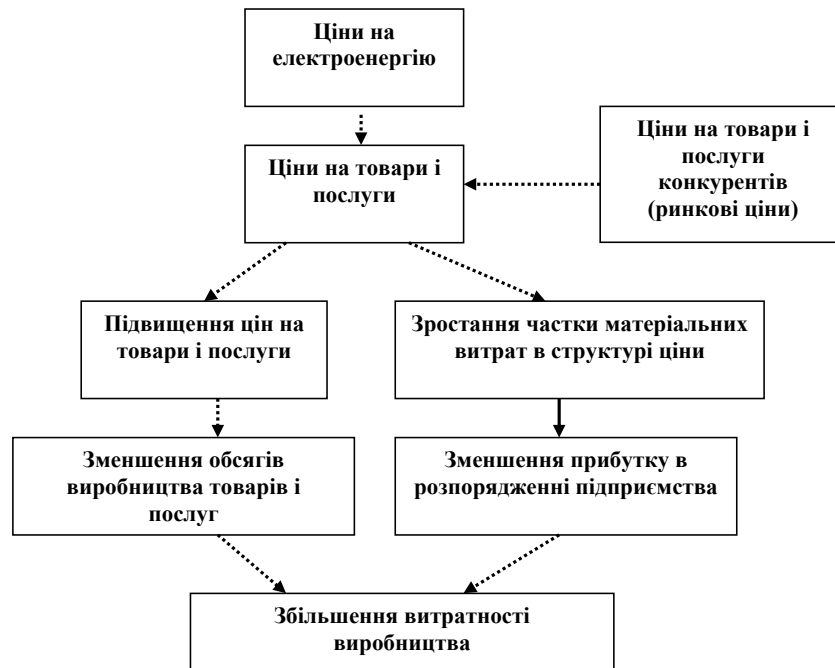 Ціни на
електроенергію
Ціни на товари і
послуги
Ціни на товари і
послуги
конкурентів
(ринкові ціни)
Підвищення цін на
товари і послуги
Зростання частки матеріальних
витрат в структурі ціни
Зменшення обсягів
виробництва товарів і
послуг
Зменшення прибутку в
розпорядженні підприємства
Збільшення витратності
виробництва